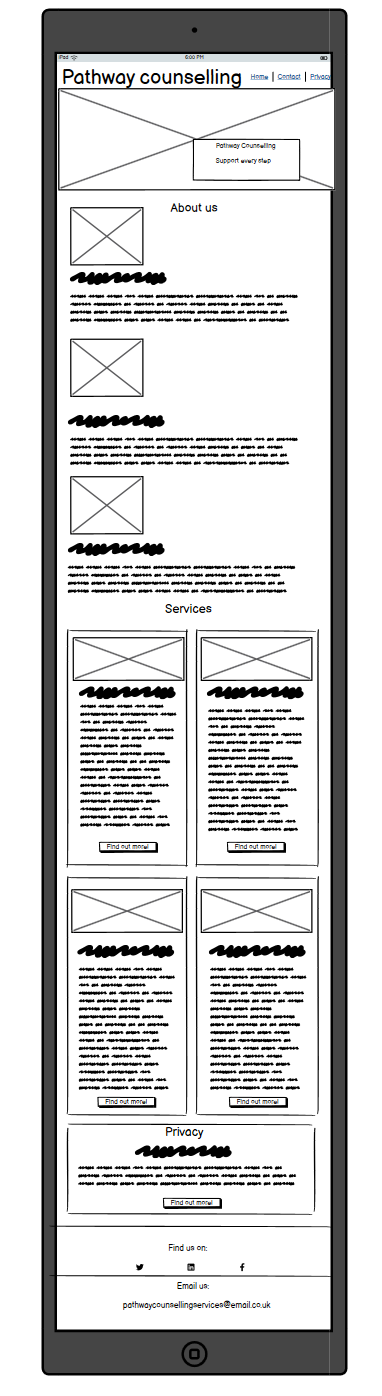 iPad 6:00 PM
Pathway counselling Home | Contact | Privacy
Pathway Counselling
Support every step
About us
Services
Find out more!
Find out more!
Find out more!
Find out more!
Privacy
Find out more!
Find us on:
Email us:
pathwaycounsellingservices@email.co.uk